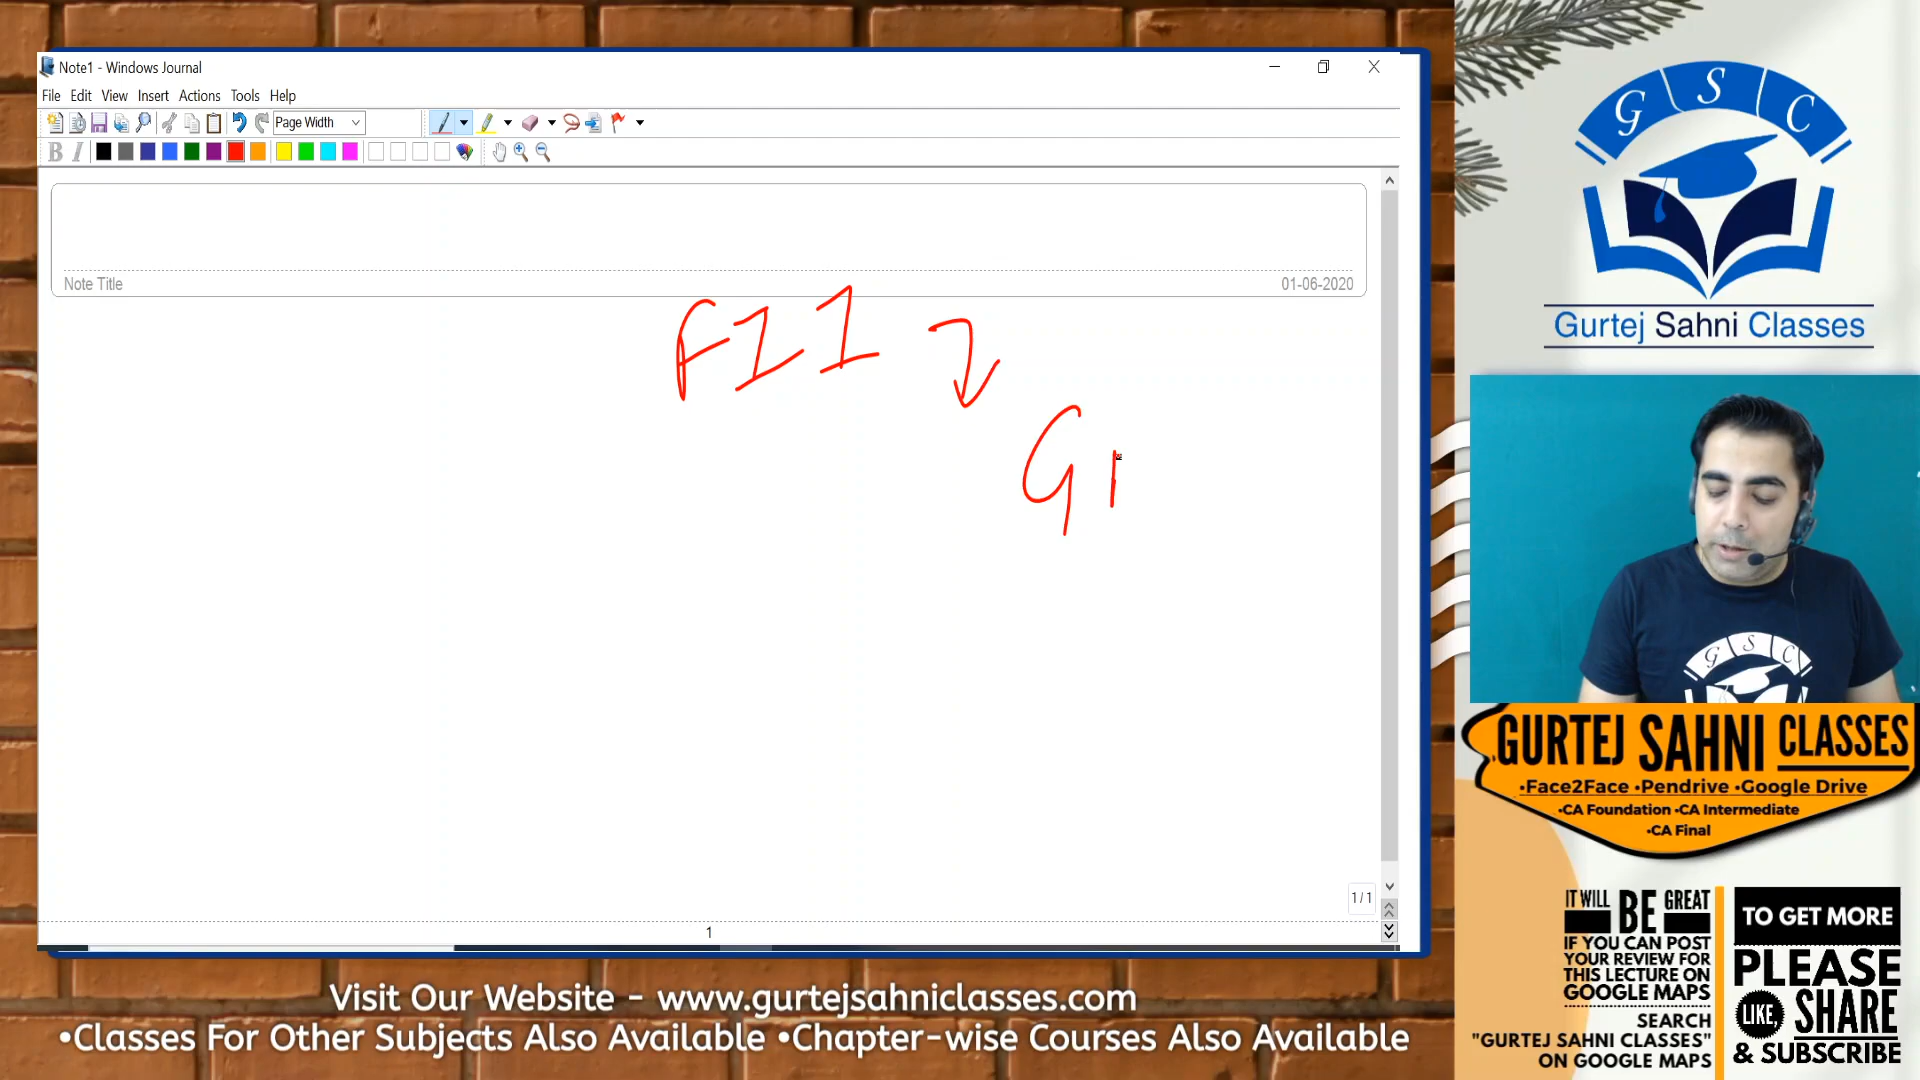 Note1 - Windows Journal
File Edit View Insert Actions Tools Help
Page Width
B I
Note Title
01-06-2020
FII
G
1 / 1
1
G S C
Gurtej Sahni Classes
G S C
GURTEJ SAHNI CLASSES
•Face2Face •Pendrive •Google Drive
•CA Foundation •CA Intermediate
•CA Final
IT WILL BE GREAT
IF YOU CAN POST
YOUR REVIEW FOR
THIS LECTURE ON
GOOGLE MAPS
SEARCH
"GURTEJ SAHNI CLASSES"
ON GOOGLE MAPS
TO GET MORE
PLEASE
LIKE, SHARE
& SUBSCRIBE
Visit Our Website - www.gurtejsahniclasses.com
•Classes For Other Subjects Also Available •Chapter-wise Courses Also Available